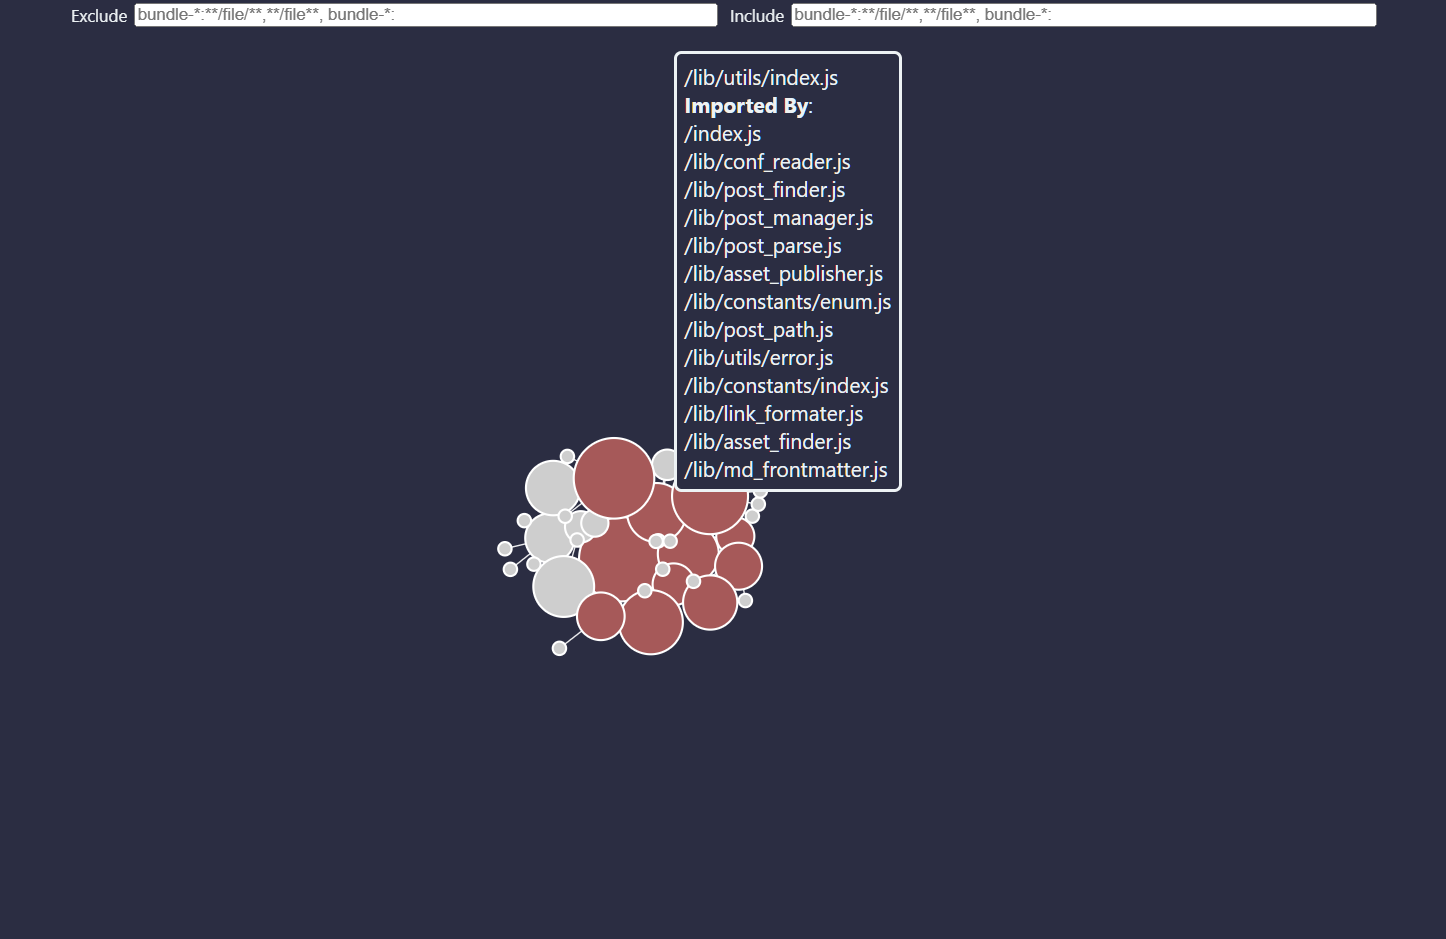 Exclude bundle-*:**/file/**,**/file**, bundle-*: Include bundle-*:**/file/**,**/file**, bundle-*:
/lib/utils/index.js
Imported By:
/index.js
/lib/conf_reader.js
/lib/post_finder.js
/lib/post_manager.js
/lib/post_parse.js
/lib/asset_publisher.js
/lib/constants/enum.js
/lib/post_path.js
/lib/utils/error.js
/lib/constants/index.js
/lib/link_formater.js
/lib/asset_finder.js
/lib/md_frontmatter.js